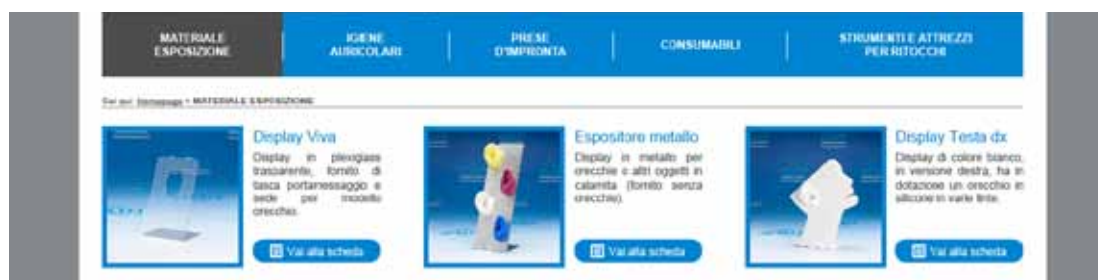 MATERIALE
ESPOSIZIONE
IGIENE
AURICOLARI
PRESE
D'IMPRONTA
CONSUMABILI
STRUMENTI E ATTREZZI
PER RITOCCHI
Sei qui: Homepage > MATERIALE ESPOSIZIONE
Display Viva
Display in plexiglass
trasparente, fornito di
tasca portamessaggio e
sede per modello
orecchio.
Vai alla scheda
Espositore metallo
Display in metallo per
orecchie e altri oggetti in
calamita (fornito senza
orecchie).
Vai alla scheda
Display Testa dx
Display di colore bianco,
in versione destra, ha in
dotazione un orecchio in
silicone in varie tinte.
Vai alla scheda